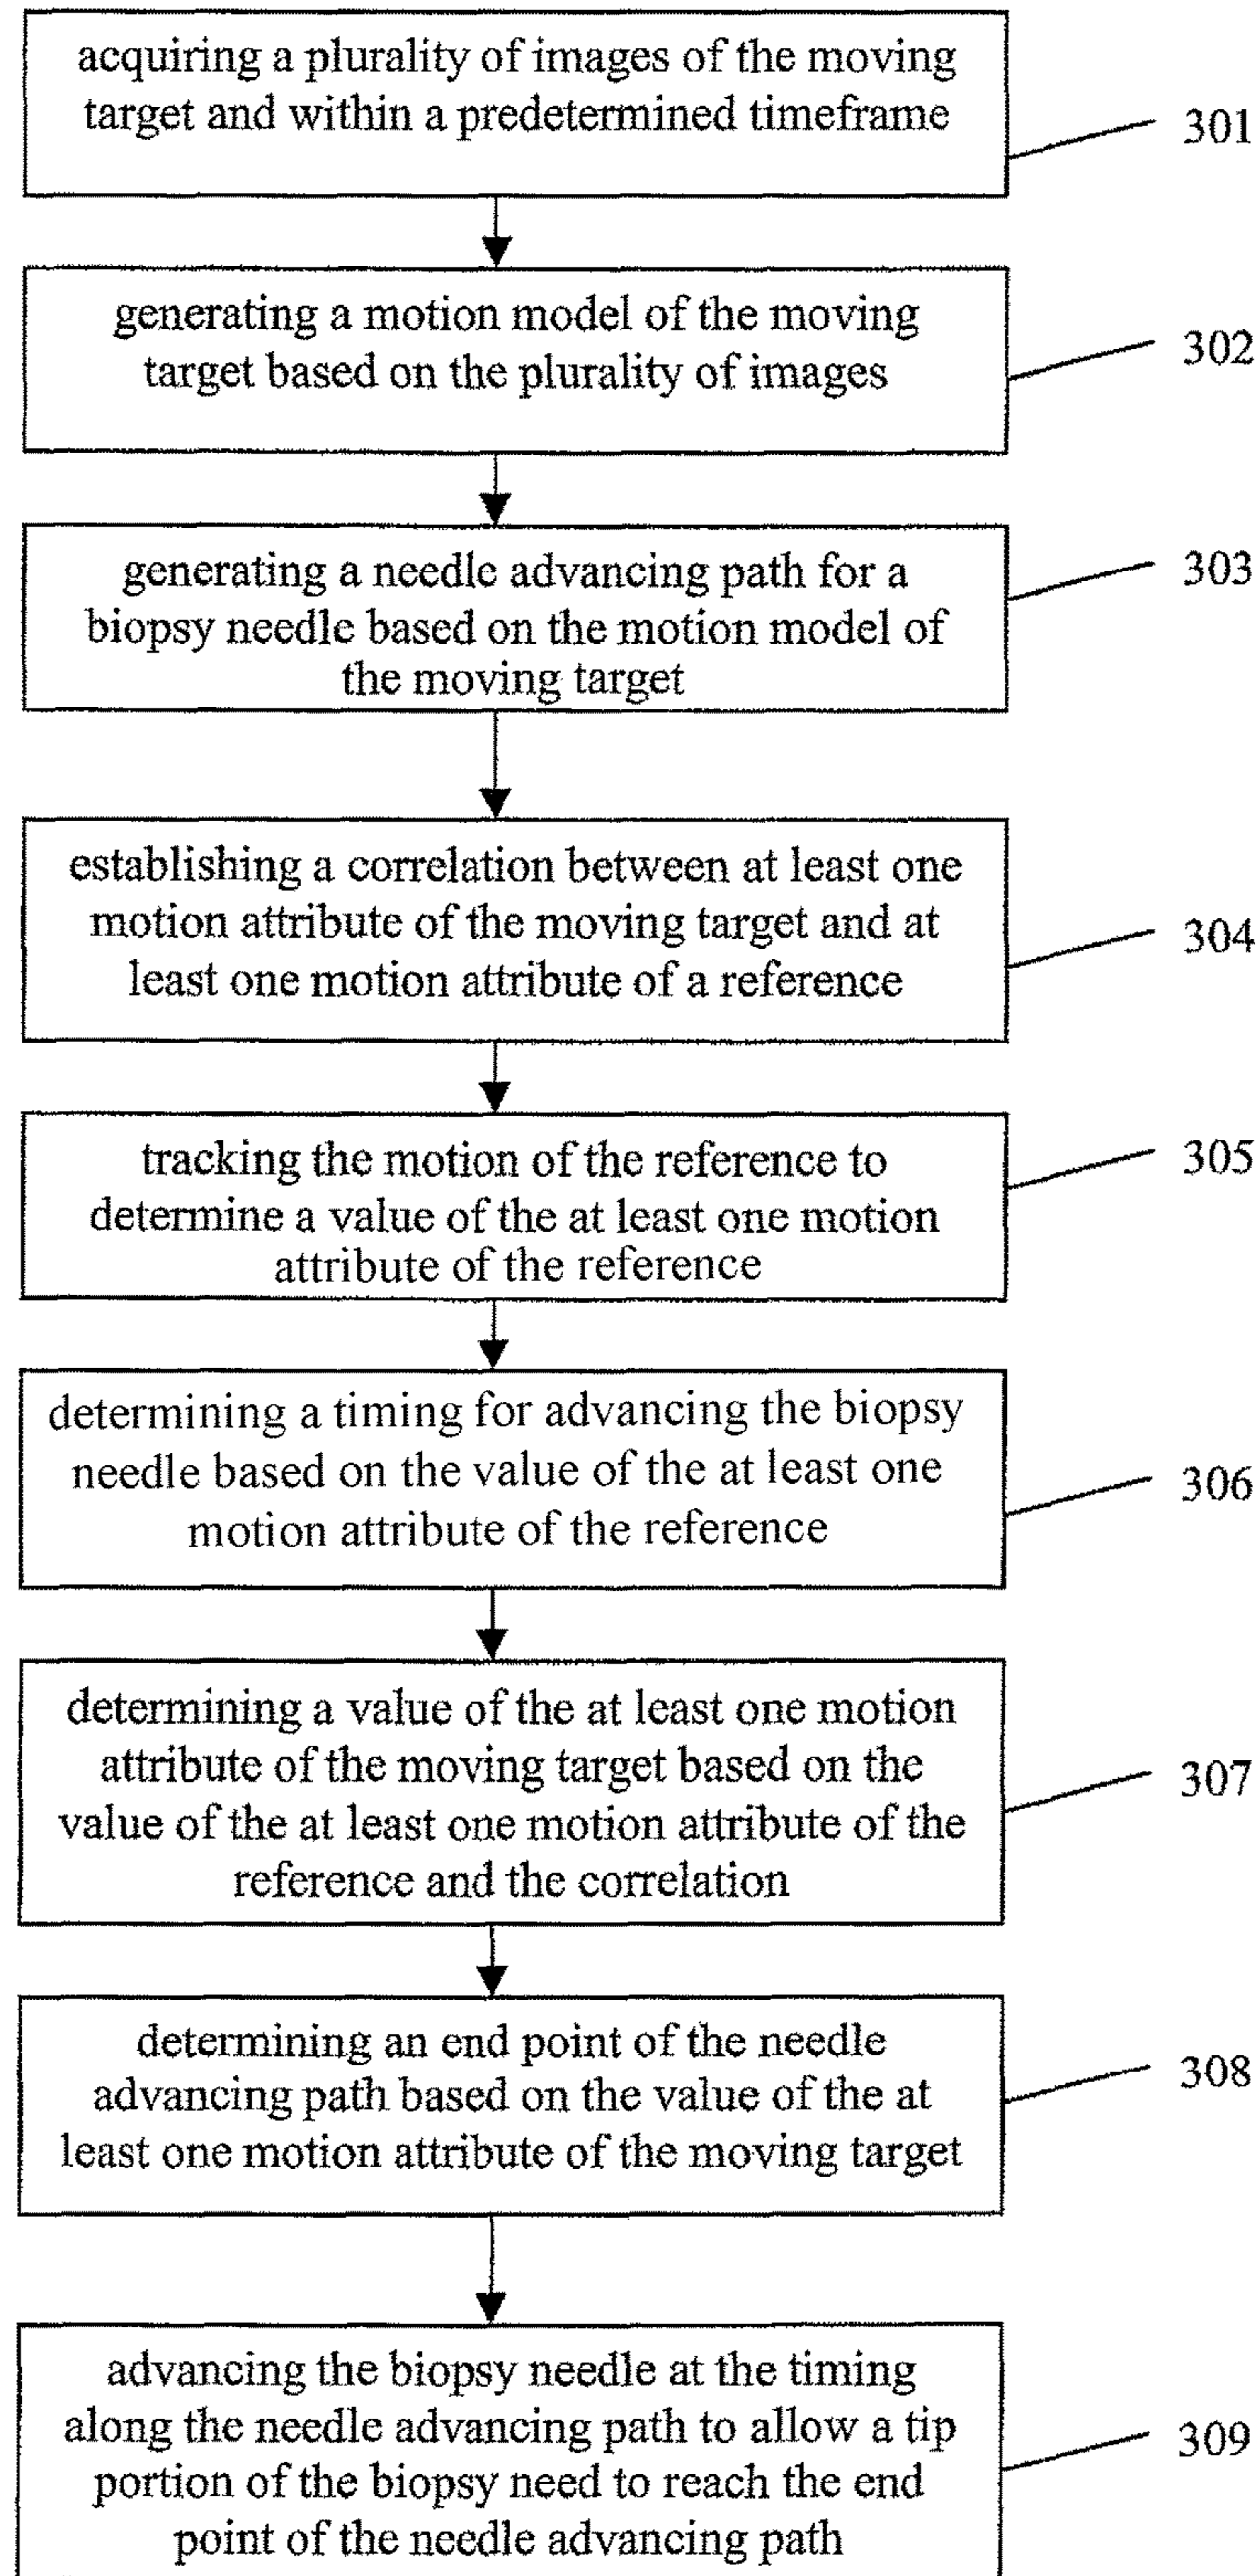 acquiring a plurality of images of the moving
target and within a predetermined timeframe
301
generating a motion model of the moving
target based on the plurality of images
302
generating a needle advancing path for a
biopsy needle based on the motion model of
the moving target
303
establishing a correlation between at least one
motion attribute of the moving target and at
least one motion attribute of a reference
304
tracking the motion of the reference to
determine a value of the at least one motion
attribute of the reference
305
determining a timing for advancing the biopsy
needle based on the value of the at least one
motion attribute of the reference
306
determining a value of the at least one motion
attribute of the moving target based on the
value of the at least one motion attribute of the
reference and the correlation
307
determining an end point of the needle
advancing path based on the value of the at
least one motion attribute of the moving target
308
advancing the biopsy needle at the timing
along the needle advancing path to allow a tip
portion of the biopsy need to reach the end
point of the needle advancing path
309